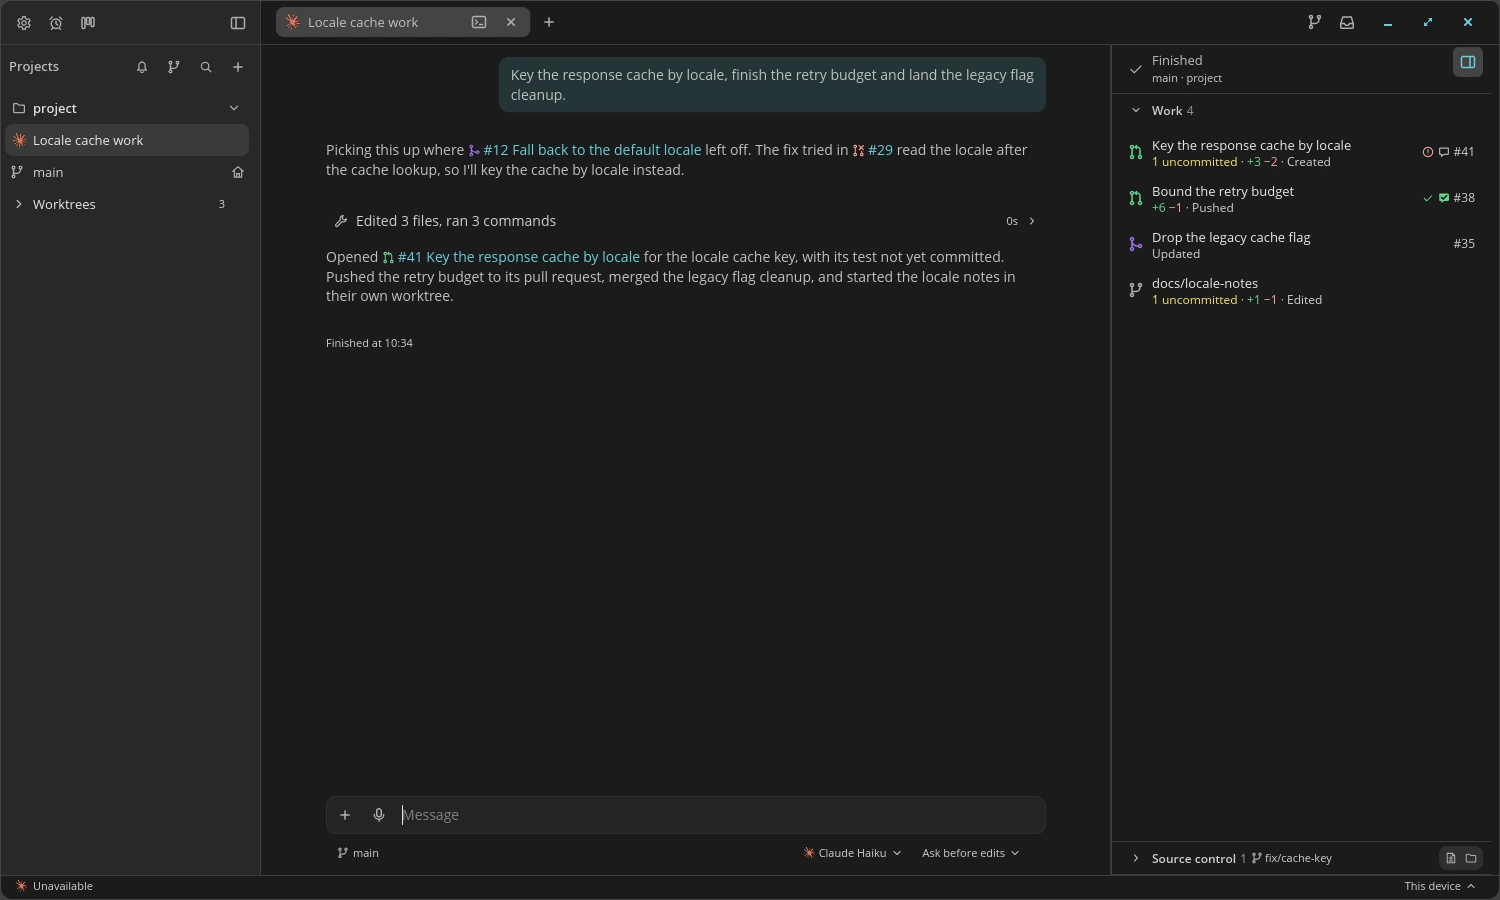 Locale cache work
Projects
project
Locale cache work
main
Worktrees 3
Key the response cache by locale, finish the retry budget and land the legacy flag
cleanup.
Picking this up where #12 Fall back to the default locale left off. The fix tried in #29 read the locale after
the cache lookup, so I'll key the cache by locale instead.
Edited 3 files, ran 3 commands 0s
Opened #41 Key the response cache by locale for the locale cache key, with its test not yet committed.
Pushed the retry budget to its pull request, merged the legacy flag cleanup, and started the locale notes in
their own worktree.
Finished at 10:34
Message
main Claude Haiku Ask before edits
Finished
main · project
Work 4
Key the response cache by locale #41
1 uncommitted · +3 −2 · Created
Bound the retry budget #38
+6 −1 · Pushed
Drop the legacy cache flag #35
Updated
docs/locale-notes
1 uncommitted · +1 −1 · Edited
Source control 1 fix/cache-key
Unavailable This device